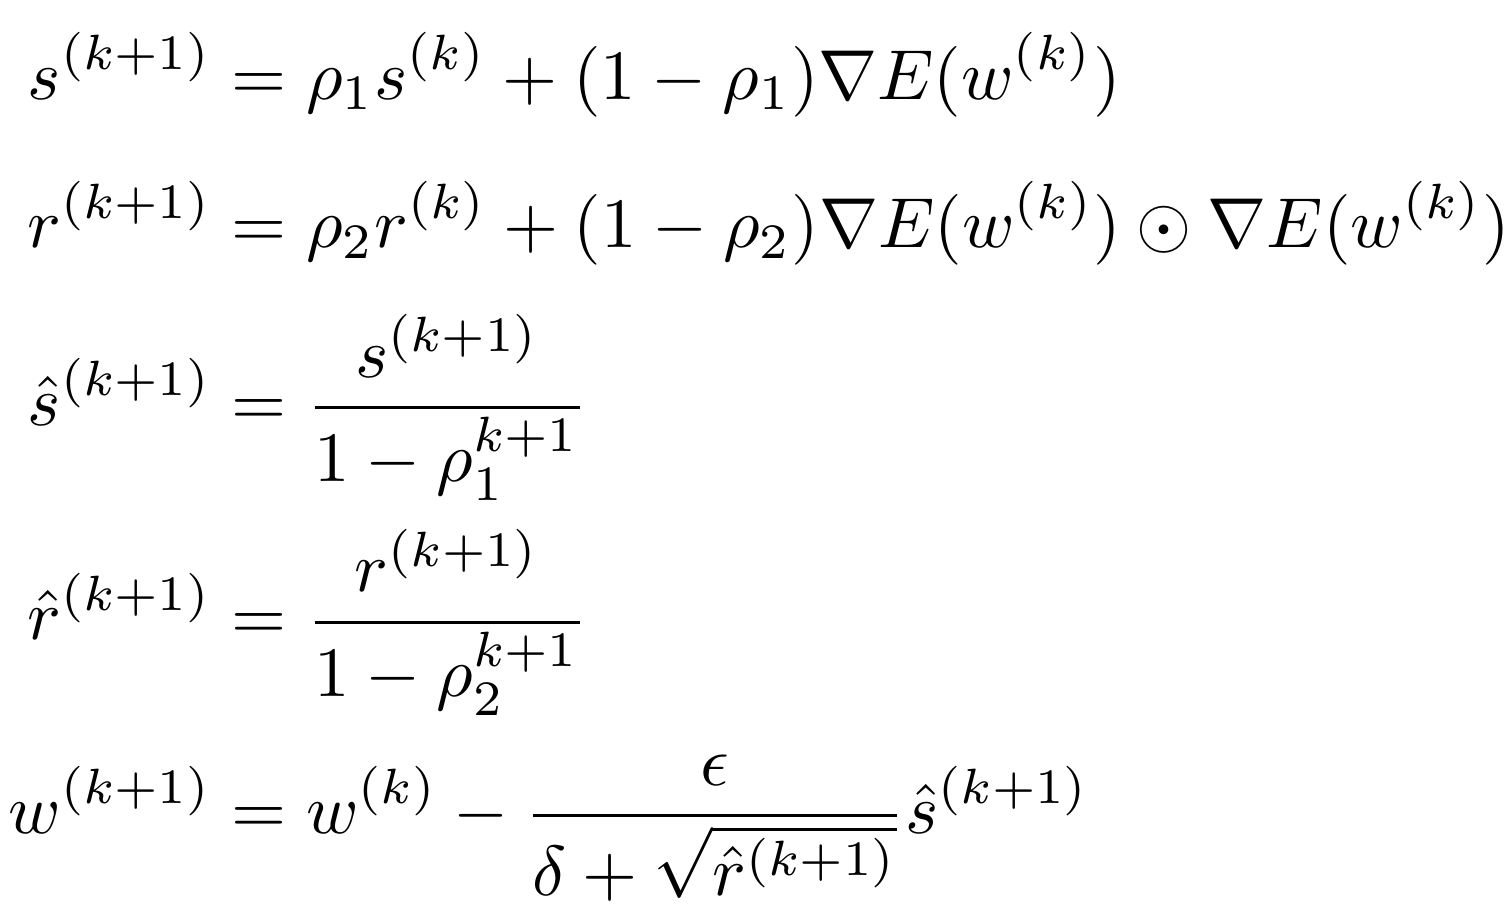 s^{(k+1)} = \rho_1 s^{(k)} + (1 - \rho_1)\nabla E(w^{(k)})
r^{(k+1)} = \rho_2 r^{(k)} + (1 - \rho_2)\nabla E(w^{(k)}) \odot \nabla E(w^{(k)})
\hat{s}^{(k+1)} = \frac{s^{(k+1)}}{1 - \rho_1^{k+1}}
\hat{r}^{(k+1)} = \frac{r^{(k+1)}}{1 - \rho_2^{k+1}}
w^{(k+1)} = w^{(k)} - \frac{\epsilon}{\delta + \sqrt{\hat{r}^{(k+1)}}} \hat{s}^{(k+1)}